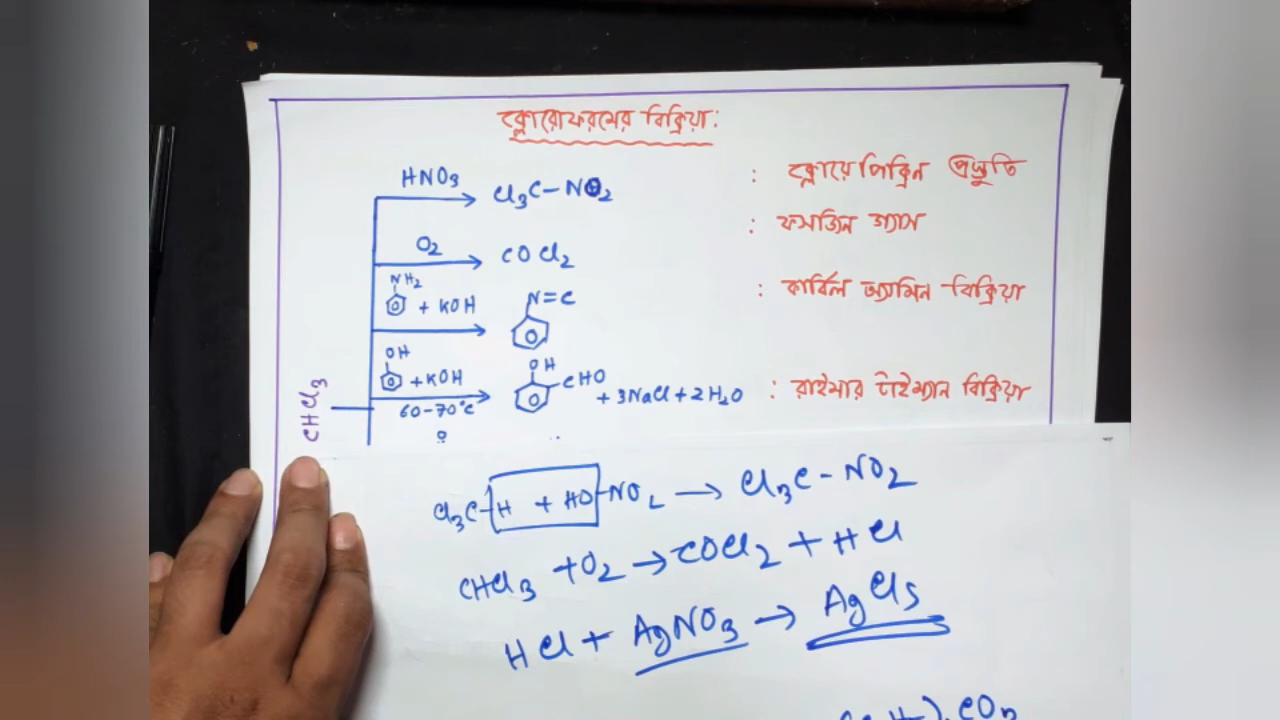 ক্লোরোফরমের বিক্রিয়া:
HNO3
Cl3C-NO2 : ক্লোরোপিক্রিন প্রস্তুতি
O2
COCl2 : ফসজিন গ্যাস
NH2
+ KOH
N=C : কার্বিল অ্যামিন বিক্রিয়া
OH
+KOH
60-70°C
OH
CHO
+ 3NaCl + 2H2O : রাইমার টাইম্যান বিক্রিয়া
CHCl3
Cl3C-H + HO-NO2 → Cl3C-NO2
CHCl3 + O2 → COCl2 + HCl
HCl + AgNO3 → AgCl↓